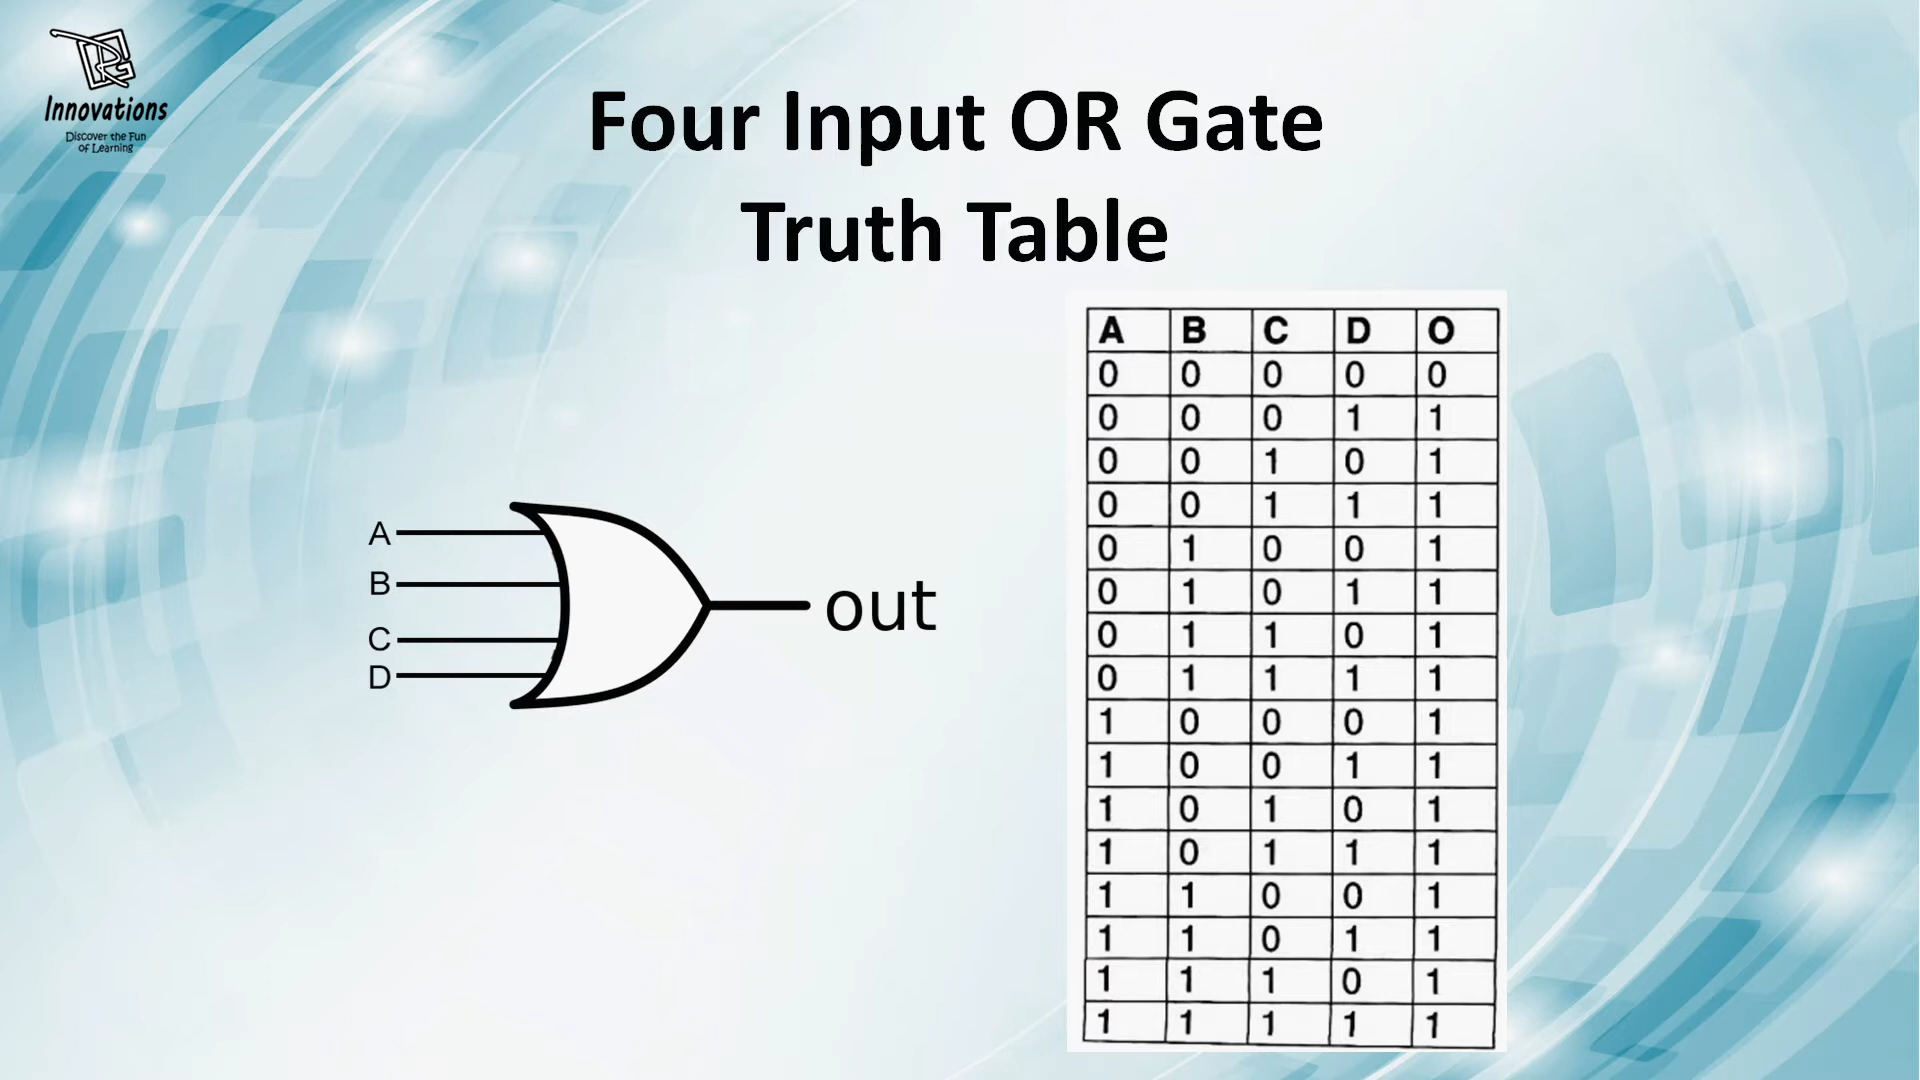 Innovations
Discover the Fun
of Learning
Four Input OR Gate
Truth Table
A
B
C
D
out
A B C D O
0 0 0 0 0
0 0 0 1 1
0 0 1 0 1
0 0 1 1 1
0 1 0 0 1
0 1 0 1 1
0 1 1 0 1
0 1 1 1 1
1 0 0 0 1
1 0 0 1 1
1 0 1 0 1
1 0 1 1 1
1 1 0 0 1
1 1 0 1 1
1 1 1 0 1
1 1 1 1 1